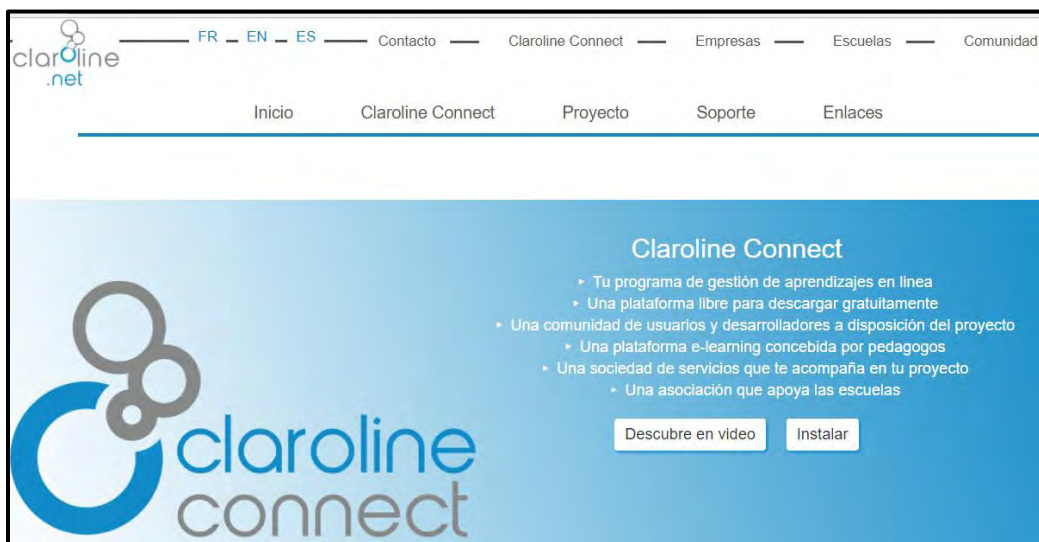 claroline
.net
FR EN ES Contacto Claroline Connect Empresas Escuelas Comunidad
Inicio Claroline Connect Proyecto Soporte Enlaces
Claroline Connect
Tu programa de gestión de aprendizajes en linea
Una plataforma libre para descargar gratuitamente
Una comunidad de usuarios y desarrolladores a disposición del proyecto
Una plataforma e-learning concebida por pedagogos
Una sociedad de servicios que te acompaña en tu proyecto
Una asociación que apoya las escuelas
Descubre en video Instalar
claroline
connect